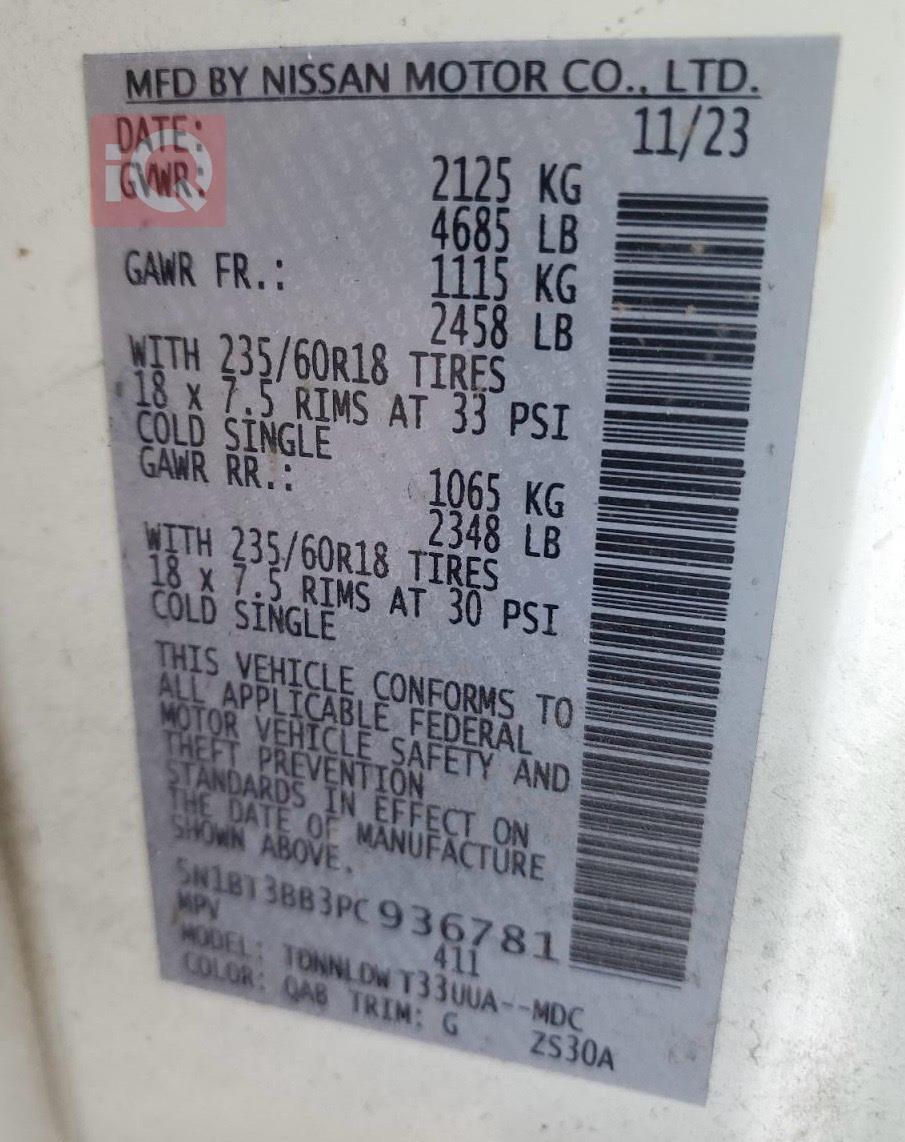 MFD BY NISSAN MOTOR CO., LTD.
DATE: 11/23
GVWR: 2125 KG
4685 LB
GAWR FR.: 1115 KG
2458 LB
WITH 235/60R18 TIRES
18 x 7.5 RIMS AT 33 PSI
COLD SINGLE
GAWR RR.: 1065 KG
2348 LB
WITH 235/60R18 TIRES
18 x 7.5 RIMS AT 30 PSI
COLD SINGLE
THIS VEHICLE CONFORMS TO
ALL APPLICABLE FEDERAL
MOTOR VEHICLE SAFETY AND
THEFT PREVENTION
STANDARDS IN EFFECT ON
THE DATE OF MANUFACTURE
SHOWN ABOVE.
5N1BT3BB3PC936781
MPV 411
MODEL: TDNNLDW T33UUA--MDC
COLOR: QAB TRIM: G ZS30A
iQ